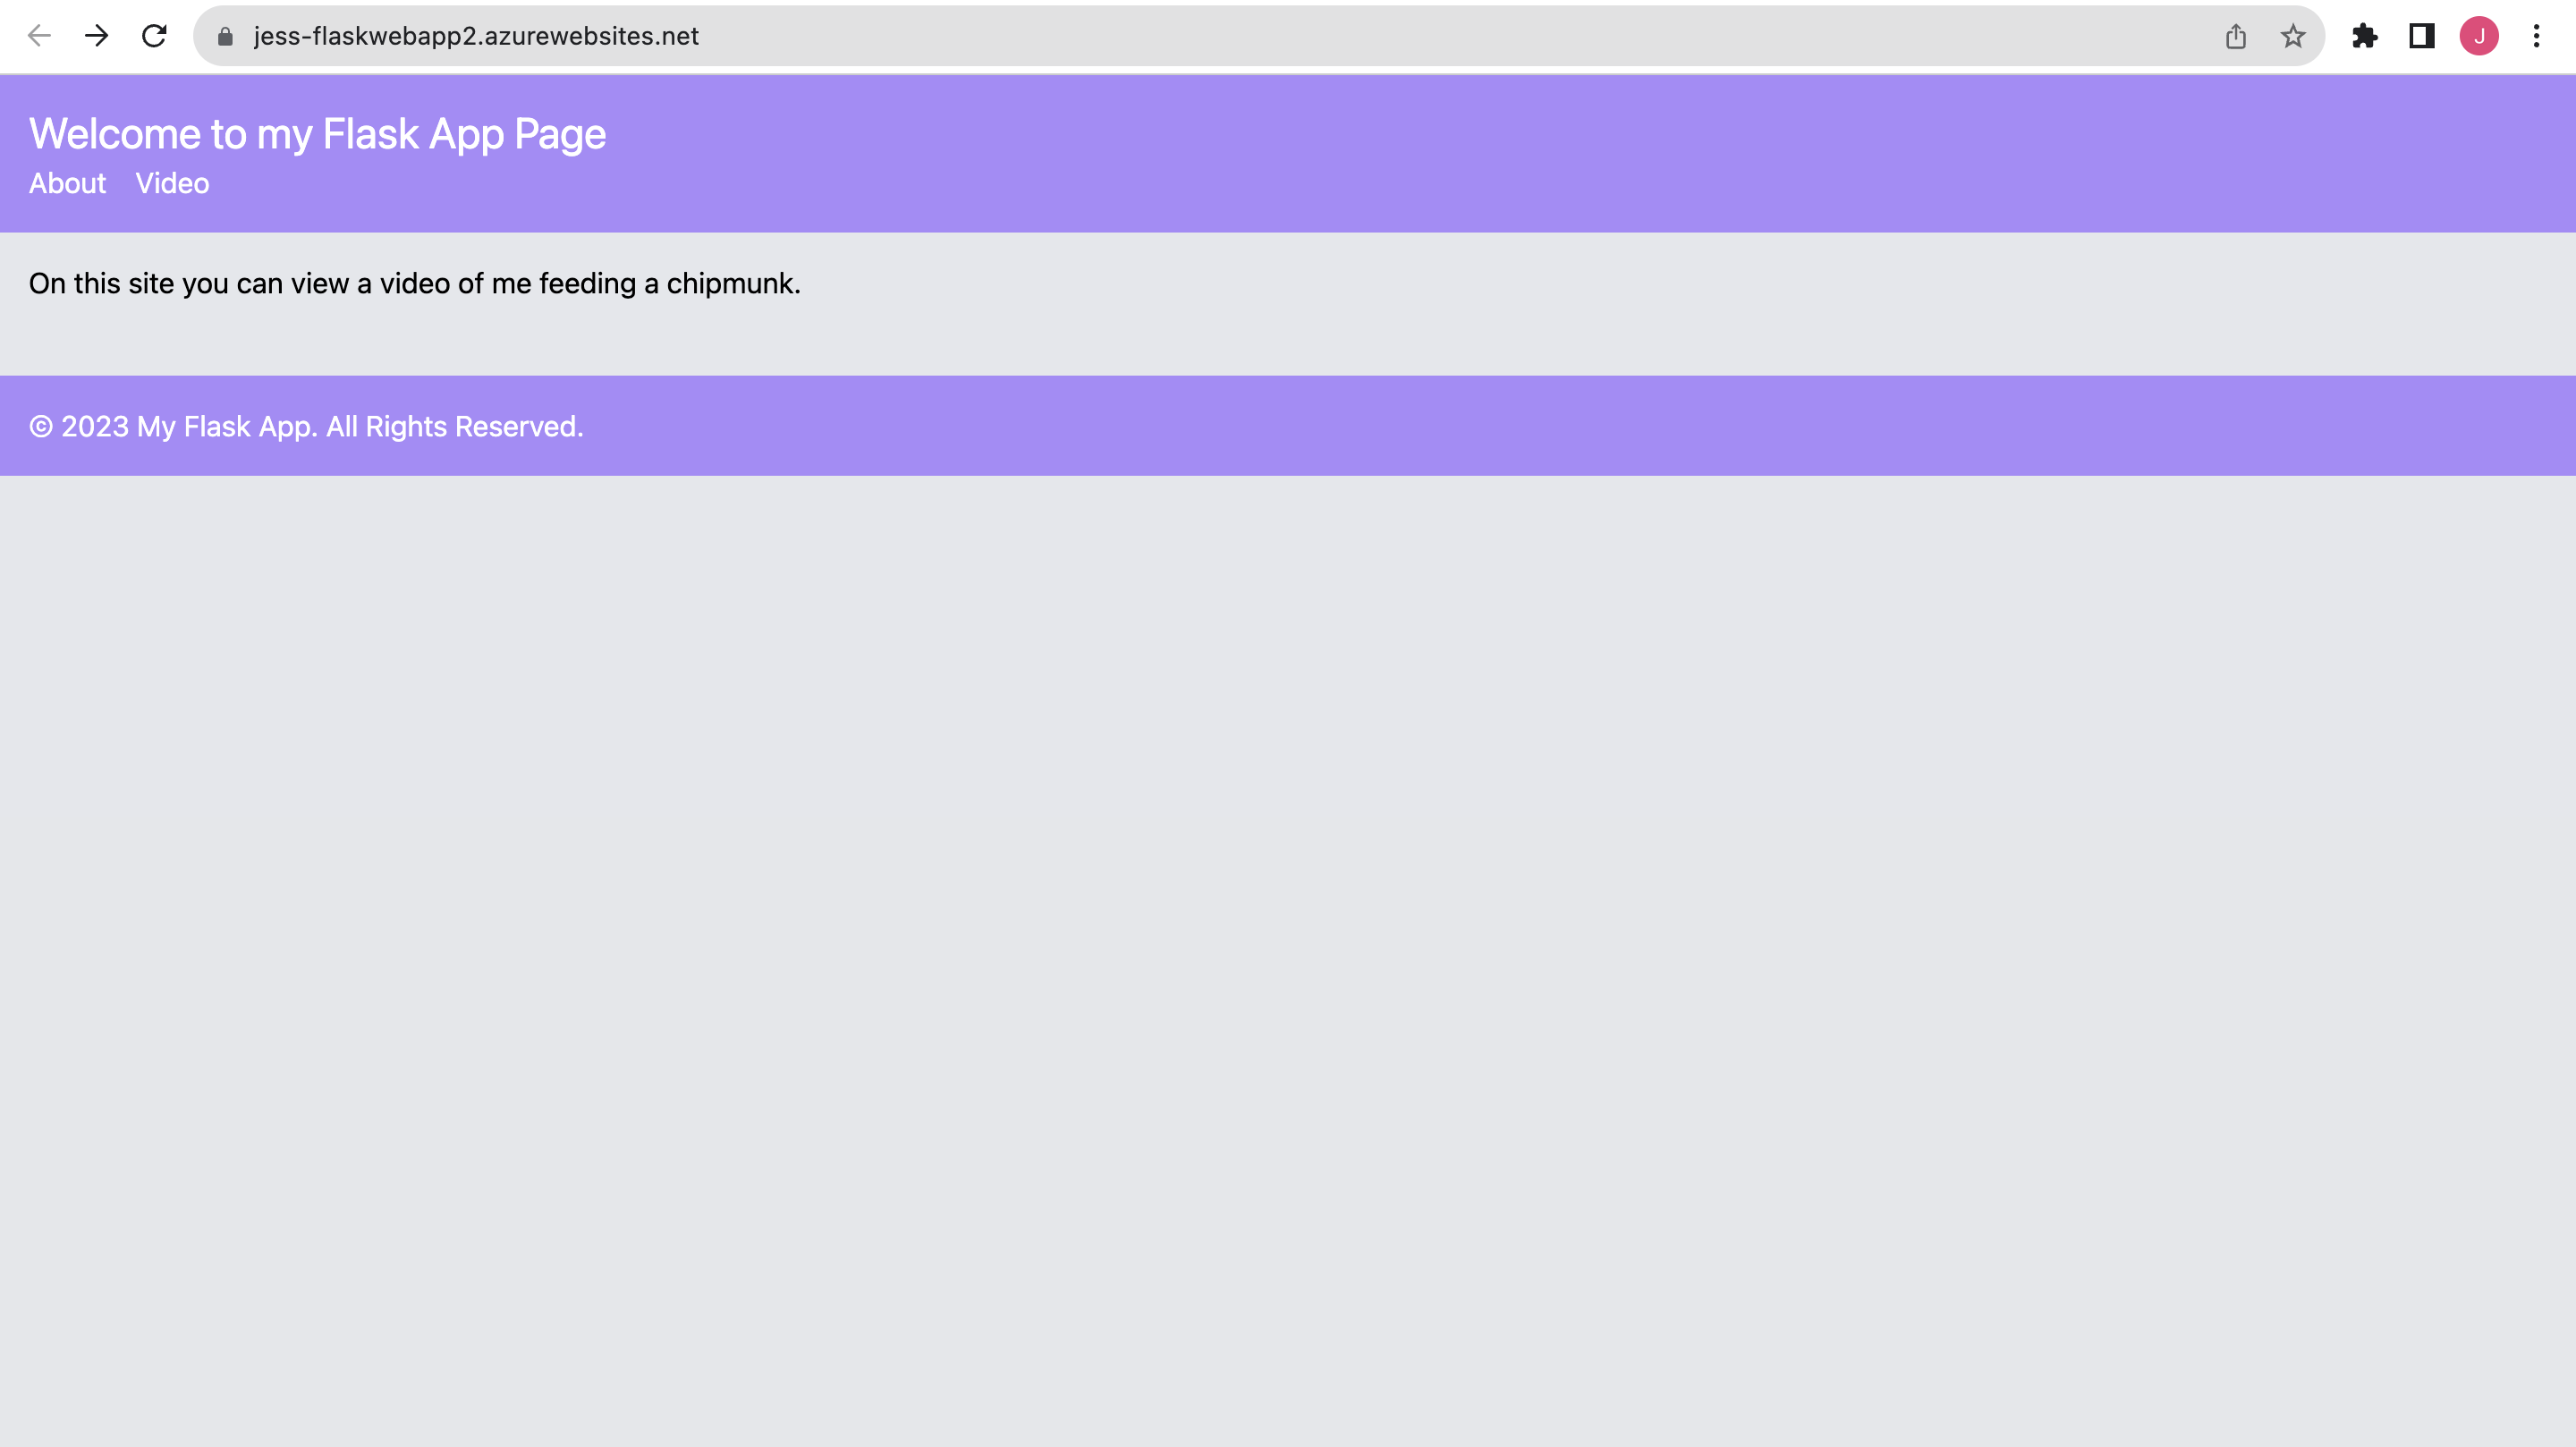 jess-flaskwebapp2.azurewebsites.net
J
Welcome to my Flask App Page
About Video
On this site you can view a video of me feeding a chipmunk.
© 2023 My Flask App. All Rights Reserved.